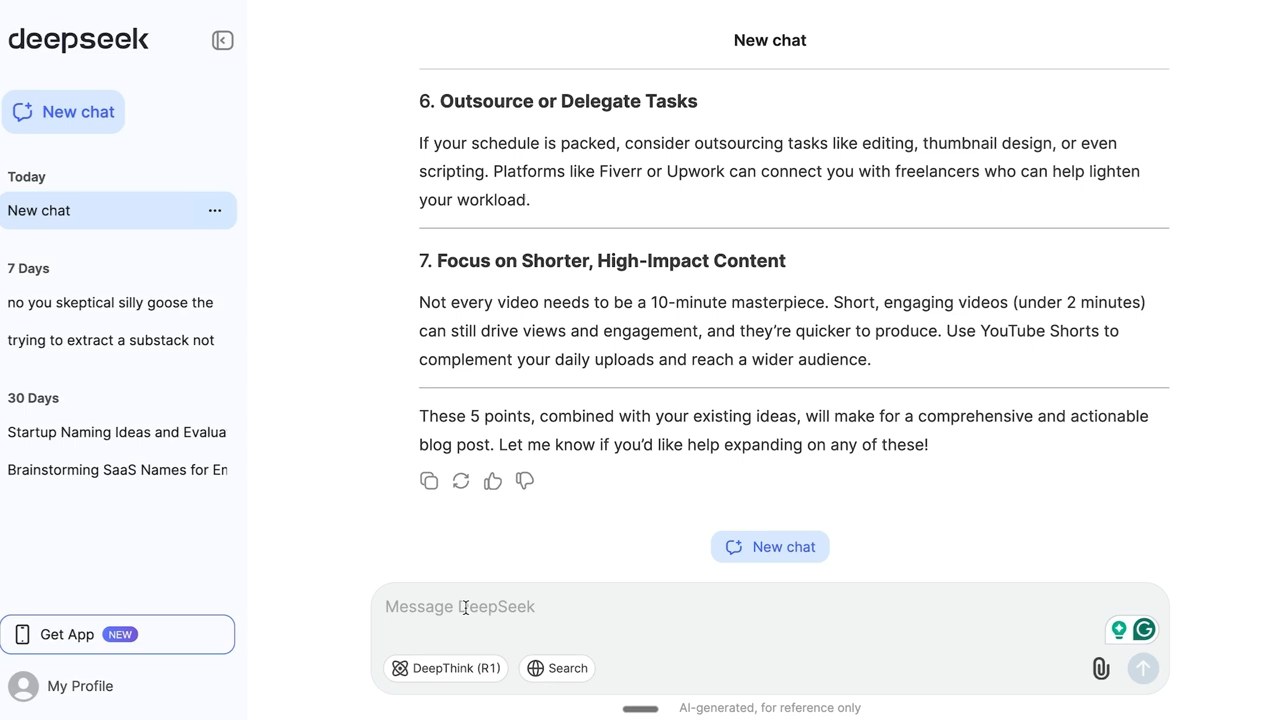 deepseek
New chat
Today
New chat
7 Days
no you skeptical silly goose the
trying to extract a substack not
30 Days
Startup Naming Ideas and Evalua
Brainstorming SaaS Names for Er
Get App NEW
My Profile
New chat
6. Outsource or Delegate Tasks
If your schedule is packed, consider outsourcing tasks like editing, thumbnail design, or even
scripting. Platforms like Fiverr or Upwork can connect you with freelancers who can help lighten
your workload.
7. Focus on Shorter, High-Impact Content
Not every video needs to be a 10-minute masterpiece. Short, engaging videos (under 2 minutes)
can still drive views and engagement, and they’re quicker to produce. Use YouTube Shorts to
complement your daily uploads and reach a wider audience.
These 5 points, combined with your existing ideas, will make for a comprehensive and actionable
blog post. Let me know if you’d like help expanding on any of these!
New chat
Message DeepSeek
DeepThink (R1) Search
AI-generated, for reference only